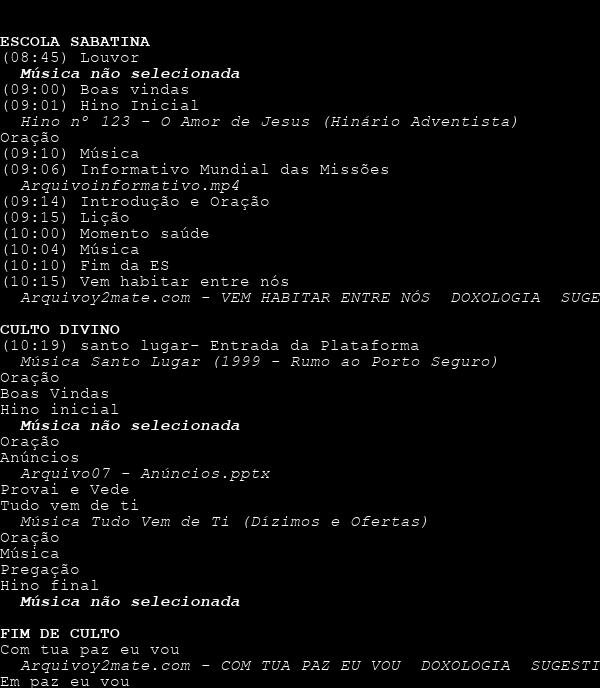 ESCOLA SABATINA
(08:45) Louvor
Música não selecionada
(09:00) Boas vindas
(09:01) Hino Inicial
Hino nº 123 - O Amor de Jesus (Hinário Adventista)
Oração
(09:10) Música
(09:06) Informativo Mundial das Missões
Arquivoinformativo.mp4
(09:14) Introdução e Oração
(09:15) Lição
(10:00) Momento saúde
(10:04) Música
(10:10) Fim da ES
(10:15) Vem habitar entre nós
Arquivoy2mate.com - VEM HABITAR ENTRE NÓS  DOXOLOGIA  SUGE
CULTO DIVINO
(10:19) santo lugar- Entrada da Plataforma
Música Santo Lugar (1999 - Rumo ao Porto Seguro)
Oração
Boas Vindas
Hino inicial
Música não selecionada
Oração
Anúncios
Arquivo07 - Anúncios.pptx
Provai e Vede
Tudo vem de ti
Música Tudo Vem de Ti (Dízimos e Ofertas)
Oração
Música
Pregação
Hino final
Música não selecionada
FIM DE CULTO
Com tua paz eu vou
Arquivoy2mate.com - COM TUA PAZ EU VOU  DOXOLOGIA  SUGESTI
Em paz eu vou